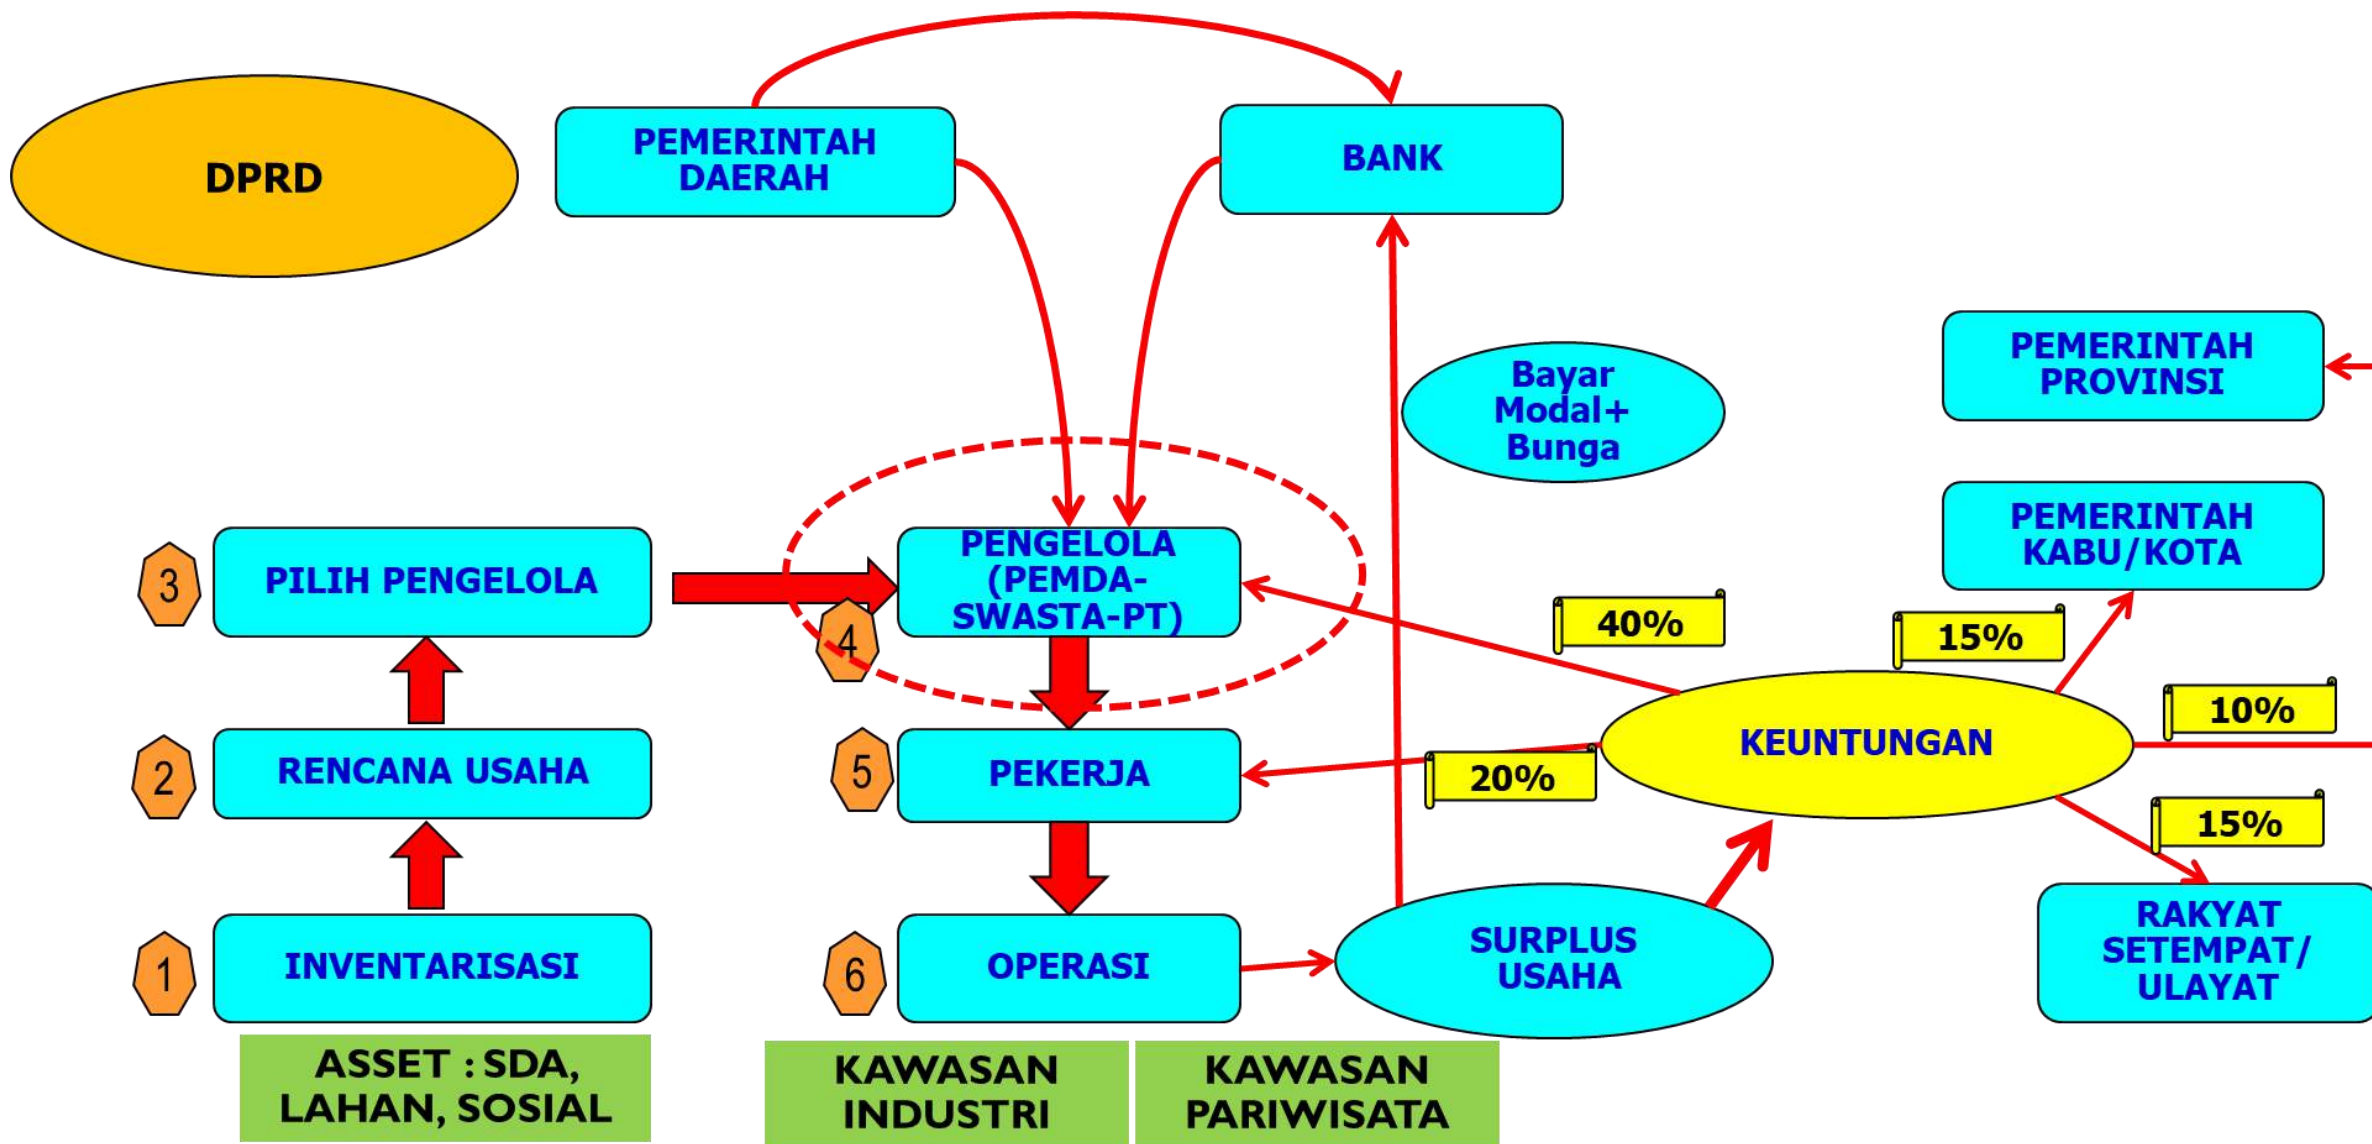 DPRD
PEMERINTAH
DAERAH
BANK
Bayar
Modal+
Bunga
PEMERINTAH
PROVINSI
PEMERINTAH
KABU/KOTA
3
PILIH PENGELOLA
PENGELOLA
(PEMDA-
SWASTA-PT)
4
40%
15%
10%
2
RENCANA USAHA
5
PEKERJA
20%
KEUNTUNGAN
15%
1
INVENTARISASI
6
OPERASI
SURPLUS
USAHA
RAKYAT
SETEMPAT/
ULAYAT
ASSET : SDA,
LAHAN, SOSIAL
KAWASAN
INDUSTRI
KAWASAN
PARIWISATA